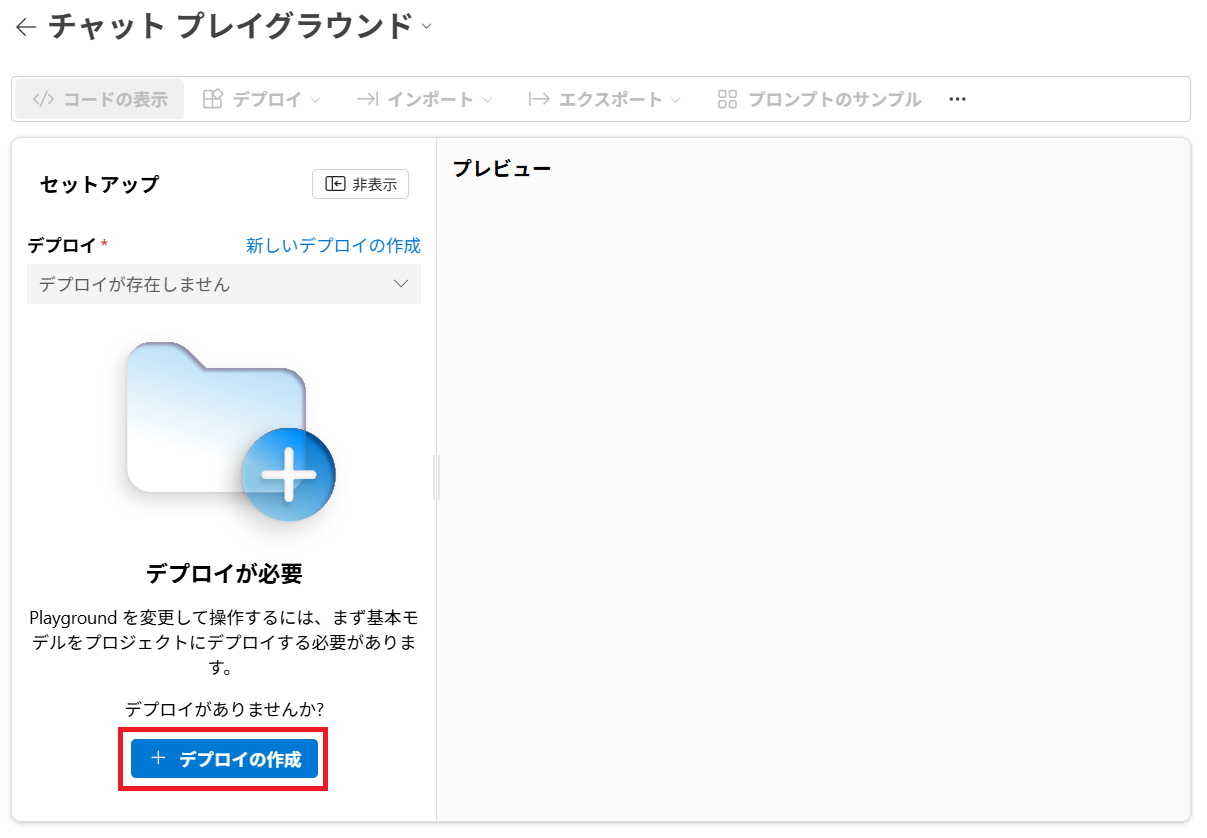 チャット プレイグラウンド
コードの表示 デプロイ インポート エクスポート プロンプトのサンプル
セットアップ 非表示
デプロイ* 新しいデプロイの作成
デプロイが存在しません
デプロイが必要
Playground を変更して操作するには、まず基本モ
デルをプロジェクトにデプロイする必要がありま
す。
デプロイがありませんか?
デプロイの作成
プレビュー